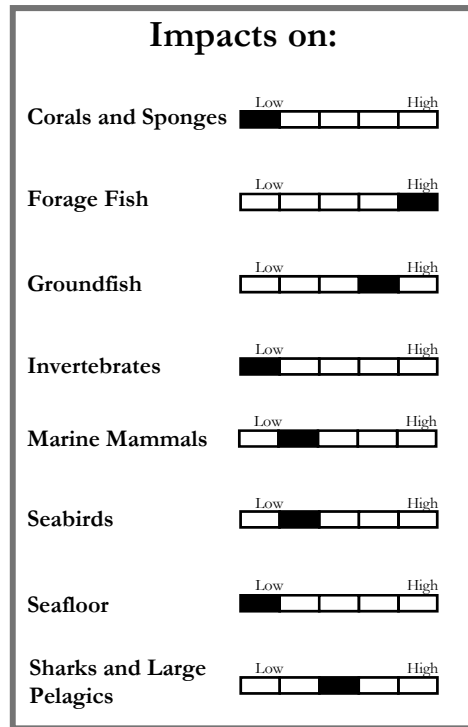 Impacts on:
Low High
Corals and Sponges
Low High
Forage Fish
Low High
Groundfish
Low High
Invertebrates
Low High
Marine Mammals
Low High
Seabirds
Low High
Seafloor
Low High
Sharks and Large
Pelagics